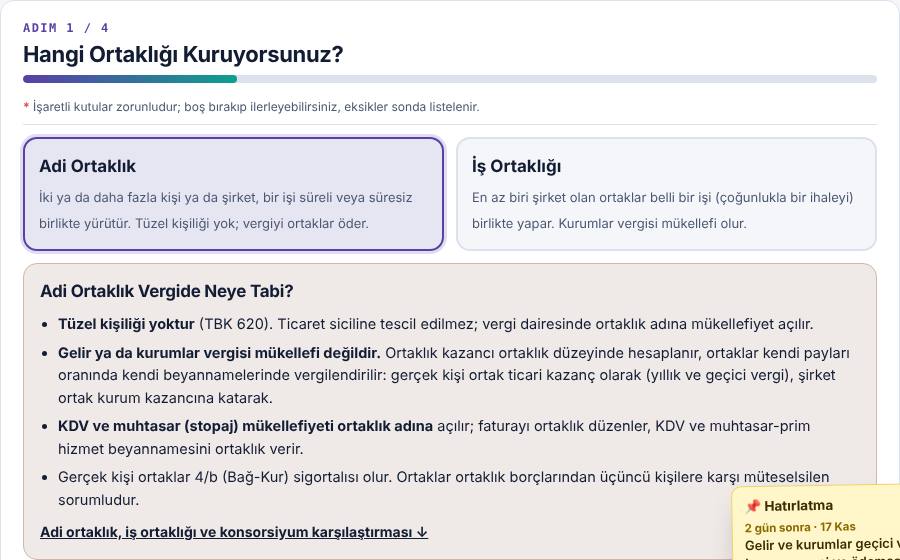 ADIM 1 / 4
Hangi Ortaklığı Kuruyorsunuz?
* İşaretli kutular zorunludur; boş bırakıp ilerleyebilirsiniz, eksikler sonda listelenir.
Adi Ortaklık
İki ya da daha fazla kişi ya da şirket, bir işi süreli veya süresiz
birlikte yürütür. Tüzel kişiliği yok; vergiyi ortaklar öder.
İş Ortaklığı
En az biri şirket olan ortaklar belli bir işi (çoğunlukla bir ihaleyi)
birlikte yapar. Kurumlar vergisi mükellefi olur.
Adi Ortaklık Vergide Neye Tabi?
• Tüzel kişiliği yoktur (TBK 620). Ticaret siciline tescil edilmez; vergi dairesinde ortaklık adına mükellefiyet açılır.
• Gelir ya da kurumlar vergisi mükellefi değildir. Ortaklık kazancı ortaklık düzeyinde hesaplanır, ortaklar kendi payları
oranında kendi beyannamelerinde vergilendirilir: gerçek kişi ortak ticari kazanç olarak (yıllık ve geçici vergi), şirket
ortak kurum kazancına katarak.
• KDV ve muhtasar (stopaj) mükellefiyeti ortaklık adına açılır; faturayı ortaklık düzenler, KDV ve muhtasar-prim
hizmet beyannamesini ortaklık verir.
• Gerçek kişi ortaklar 4/b (Bağ-Kur) sigortalısı olur. Ortaklar ortaklık borçlarından üçüncü kişilere karşı müteselsilen
sorumludur.
Adi ortaklık, iş ortaklığı ve konsorsiyum karşılaştırması ↓
📌 Hatırlatma
2 gün sonra · 17 Kas
Gelir ve kurumlar geçici